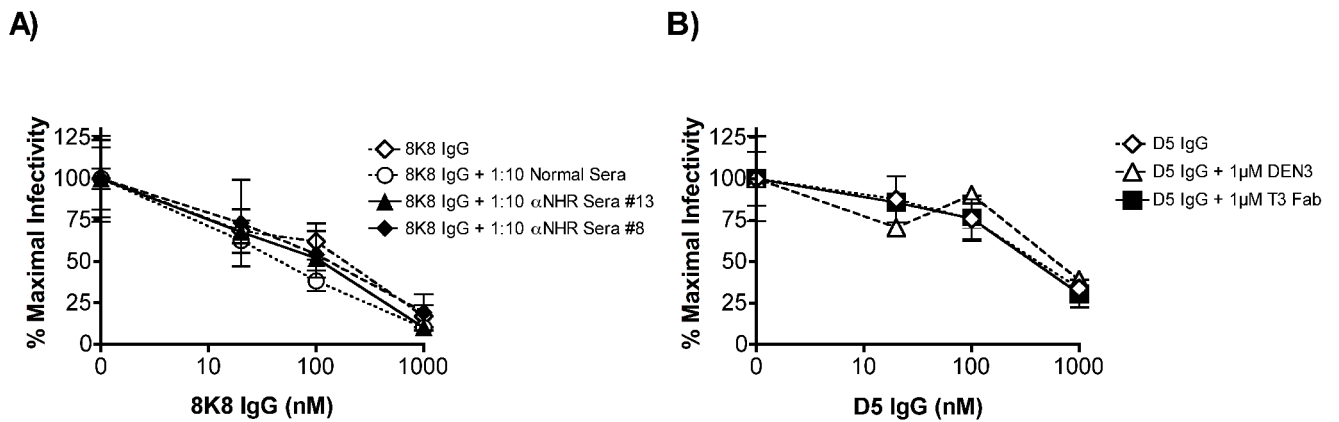 A)
% Maximal Infectivity
125
100
75
50
25
0
0 10 100 1000
8K8 IgG (nM)
8K8 IgG
8K8 IgG + 1:10 Normal Sera
8K8 IgG + 1:10 αNHR Sera #13
8K8 IgG + 1:10 αNHR Sera #8
B)
% Maximal Infectivity
125
100
75
50
25
0
0 10 100 1000
D5 IgG (nM)
D5 IgG
D5 IgG + 1µM DEN3
D5 IgG + 1µM T3 Fab